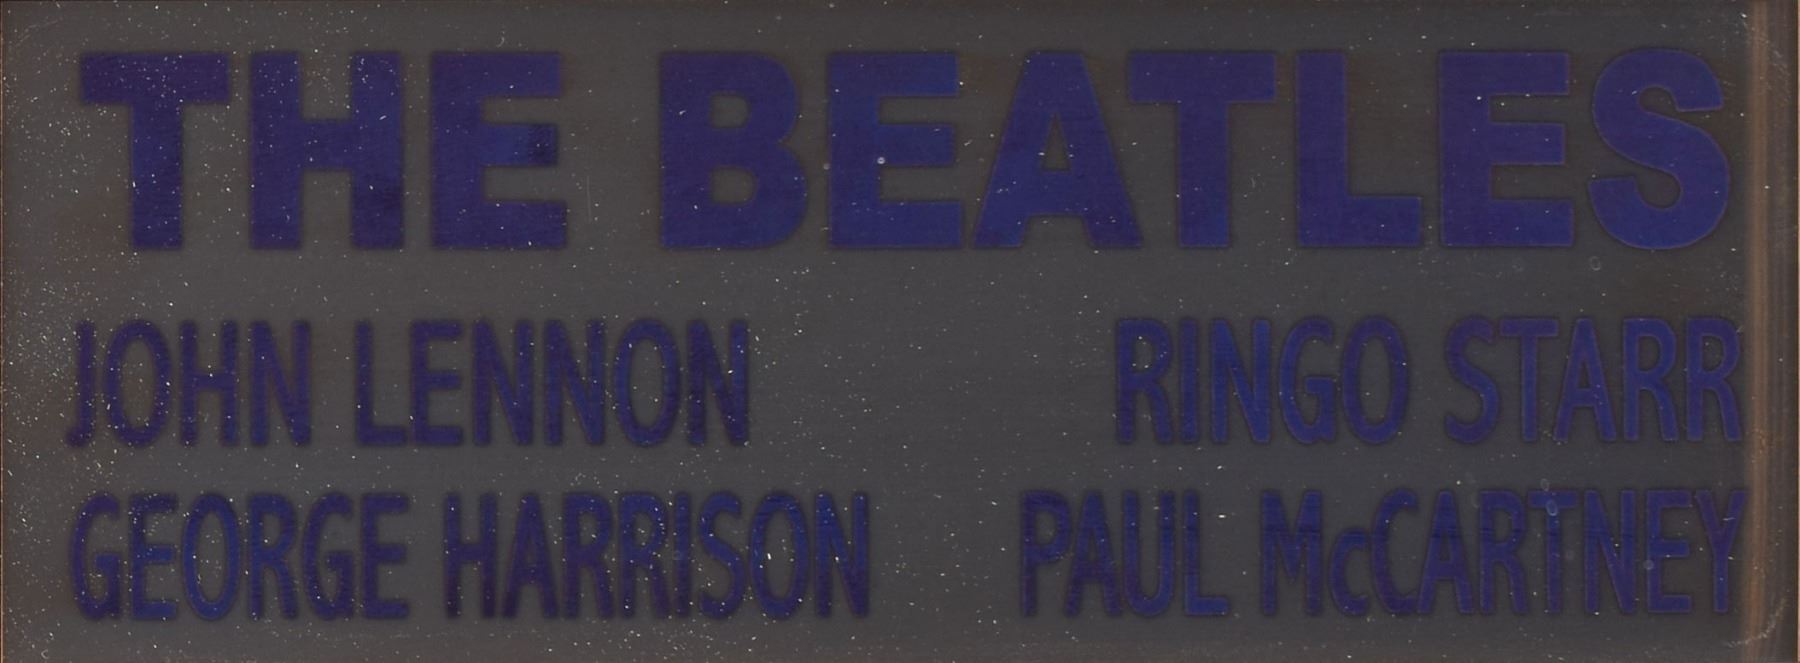 THE BEATLES
JOHN LENNON RINGO STARR
GEORGE HARRISON PAUL McCARTNEY